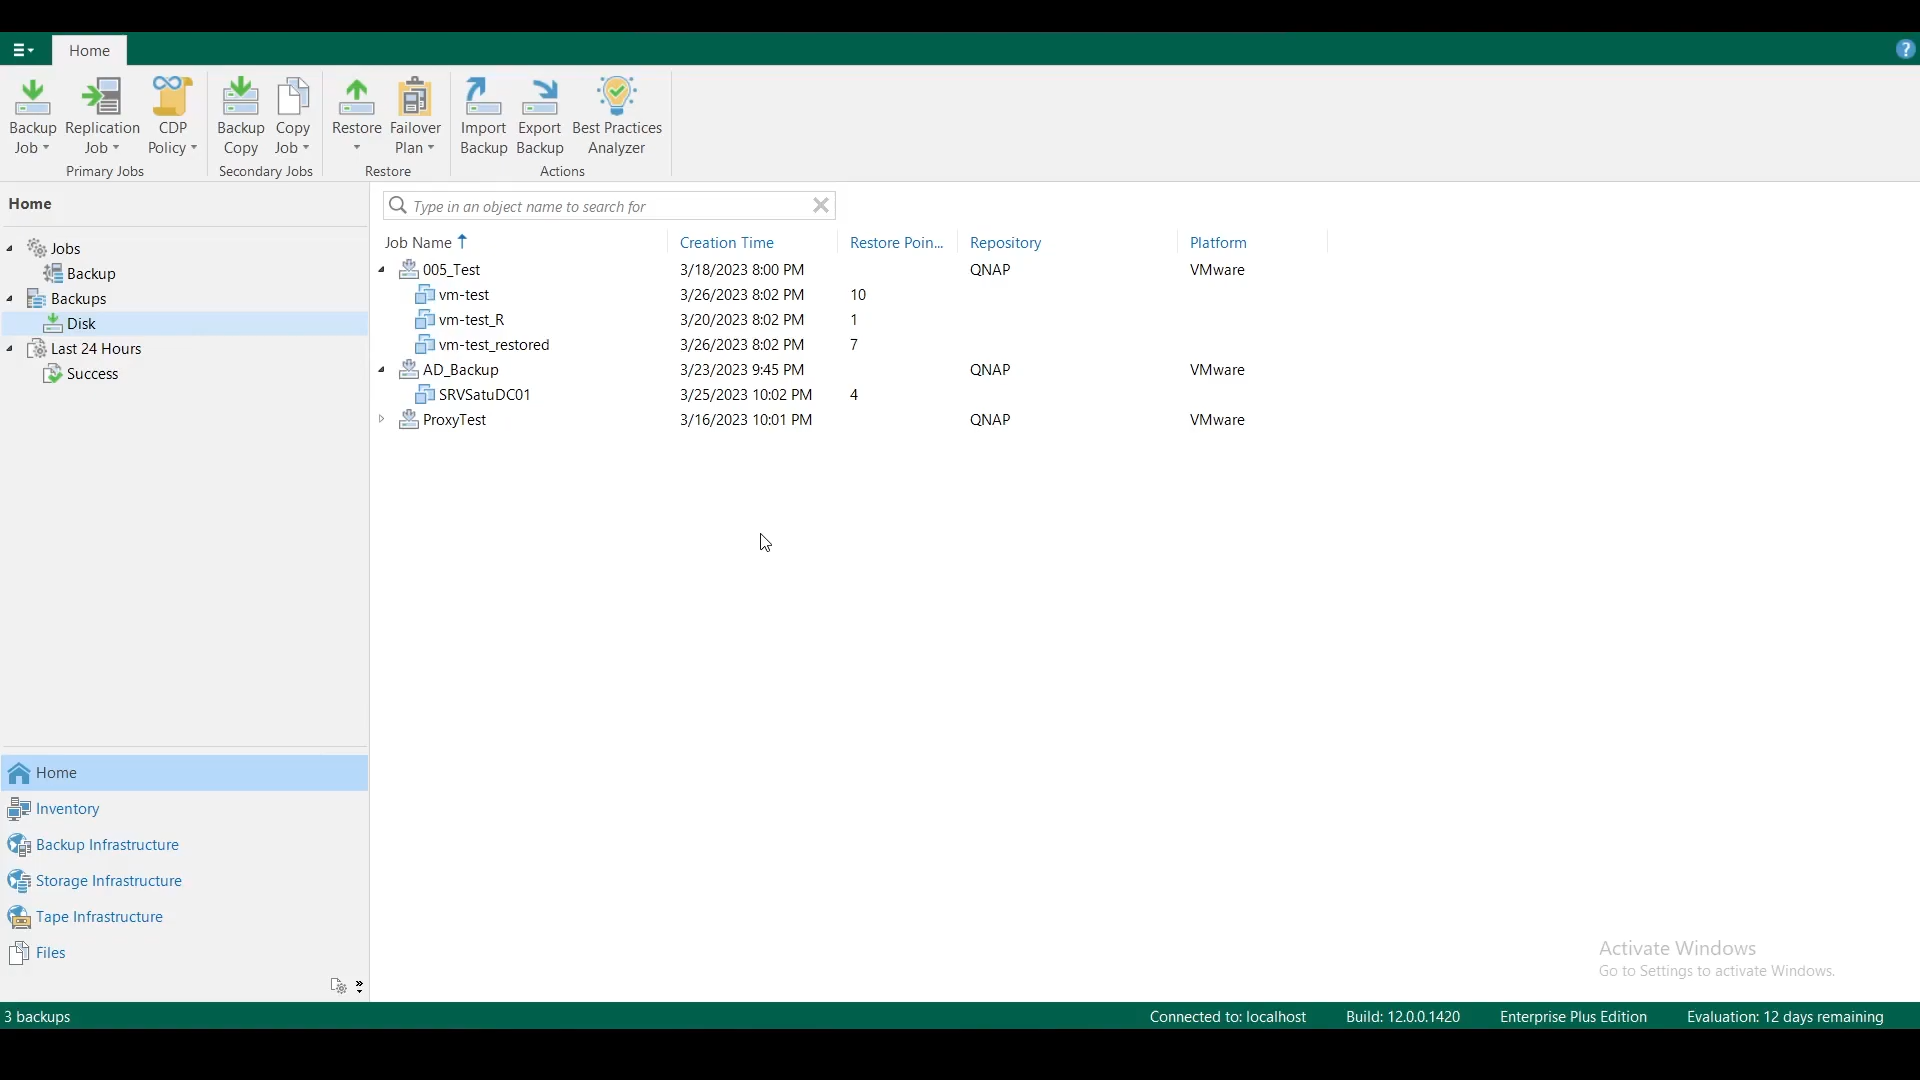 Home
Backup Job
Replication Job
CDP Policy
Primary Jobs
Backup Copy
Copy Job
Secondary Jobs
Restore
Failover Plan
Restore
Import Backup
Export Backup
Best Practices Analyzer
Actions
Home
Jobs
Backup
Backups
Disk
Last 24 Hours
Success
Type in an object name to search for
Job Name Creation Time Restore Poin... Repository Platform
005_Test 3/18/2023 8:00 PM QNAP VMware
vm-test 3/26/2023 8:02 PM 10
vm-test_R 3/20/2023 8:02 PM 1
vm-test_restored 3/26/2023 8:02 PM 7
AD_Backup 3/23/2023 9:45 PM QNAP VMware
SRVSatuDC01 3/25/2023 10:02 PM 4
ProxyTest 3/16/2023 10:01 PM QNAP VMware
Home
Inventory
Backup Infrastructure
Storage Infrastructure
Tape Infrastructure
Files
Activate Windows
Go to Settings to activate Windows.
3 backups Connected to: localhost Build: 12.0.0.1420 Enterprise Plus Edition Evaluation: 12 days remaining